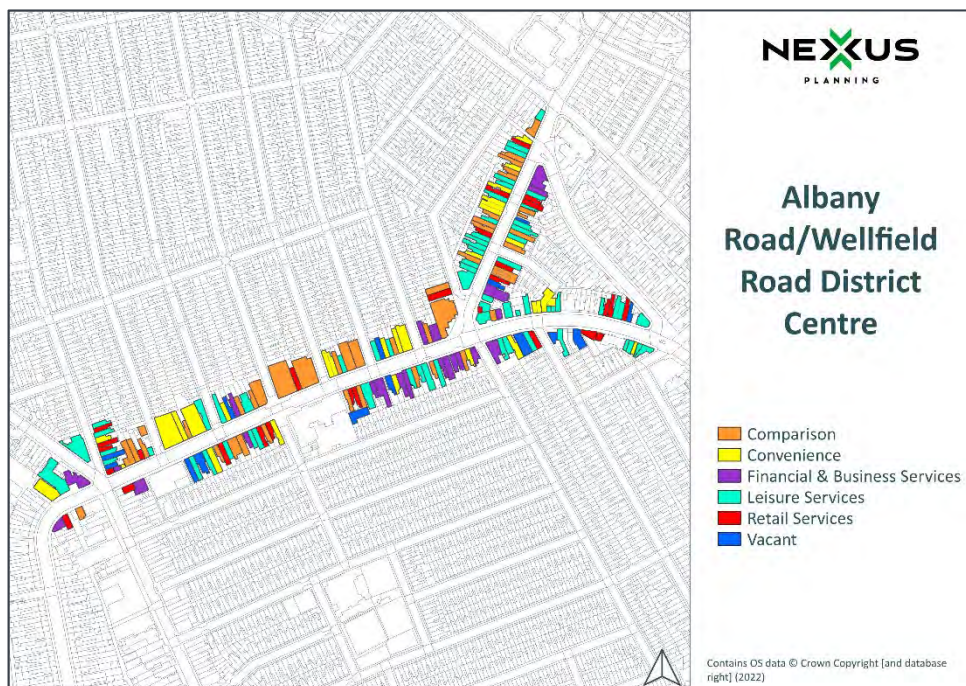 NEXXUS
PLANNING
Albany
Road/Wellfield
Road District
Centre
Comparison
Convenience
Financial & Business Services
Leisure Services
Retail Services
Vacant
Contains OS data © Crown Copyright [and database
right] (2022)